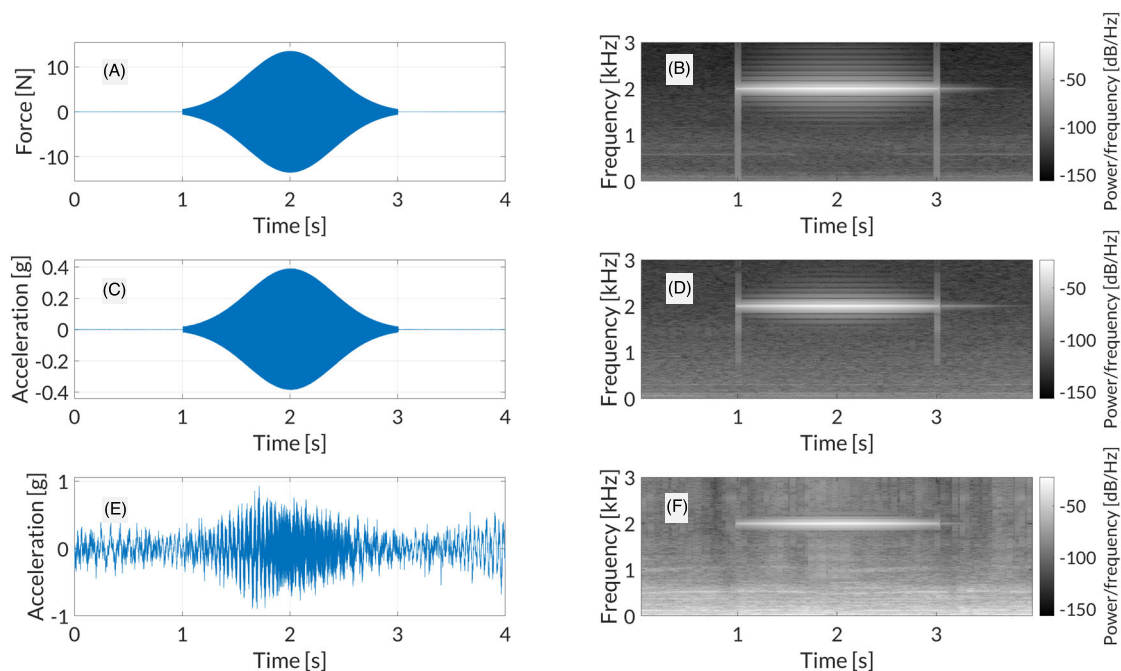 (A)
Force [N]
10
0
-10
0 1 2 3 4
Time [s]
(B)
Frequency [kHz]
3
2
1
0
1 2 3
Time [s]
-50
-100
-150
Power/frequency [dB/Hz]
(C)
Acceleration [g]
0.4
0.2
0
-0.2
-0.4
0 1 2 3 4
Time [s]
(D)
Frequency [kHz]
3
2
1
0
1 2 3
Time [s]
-50
-100
-150
Power/frequency [dB/Hz]
(E)
Acceleration [g]
1
0
-1
0 1 2 3 4
Time [s]
(F)
Frequency [kHz]
3
2
1
0
1 2 3
Time [s]
-50
-100
-150
Power/frequency [dB/Hz]